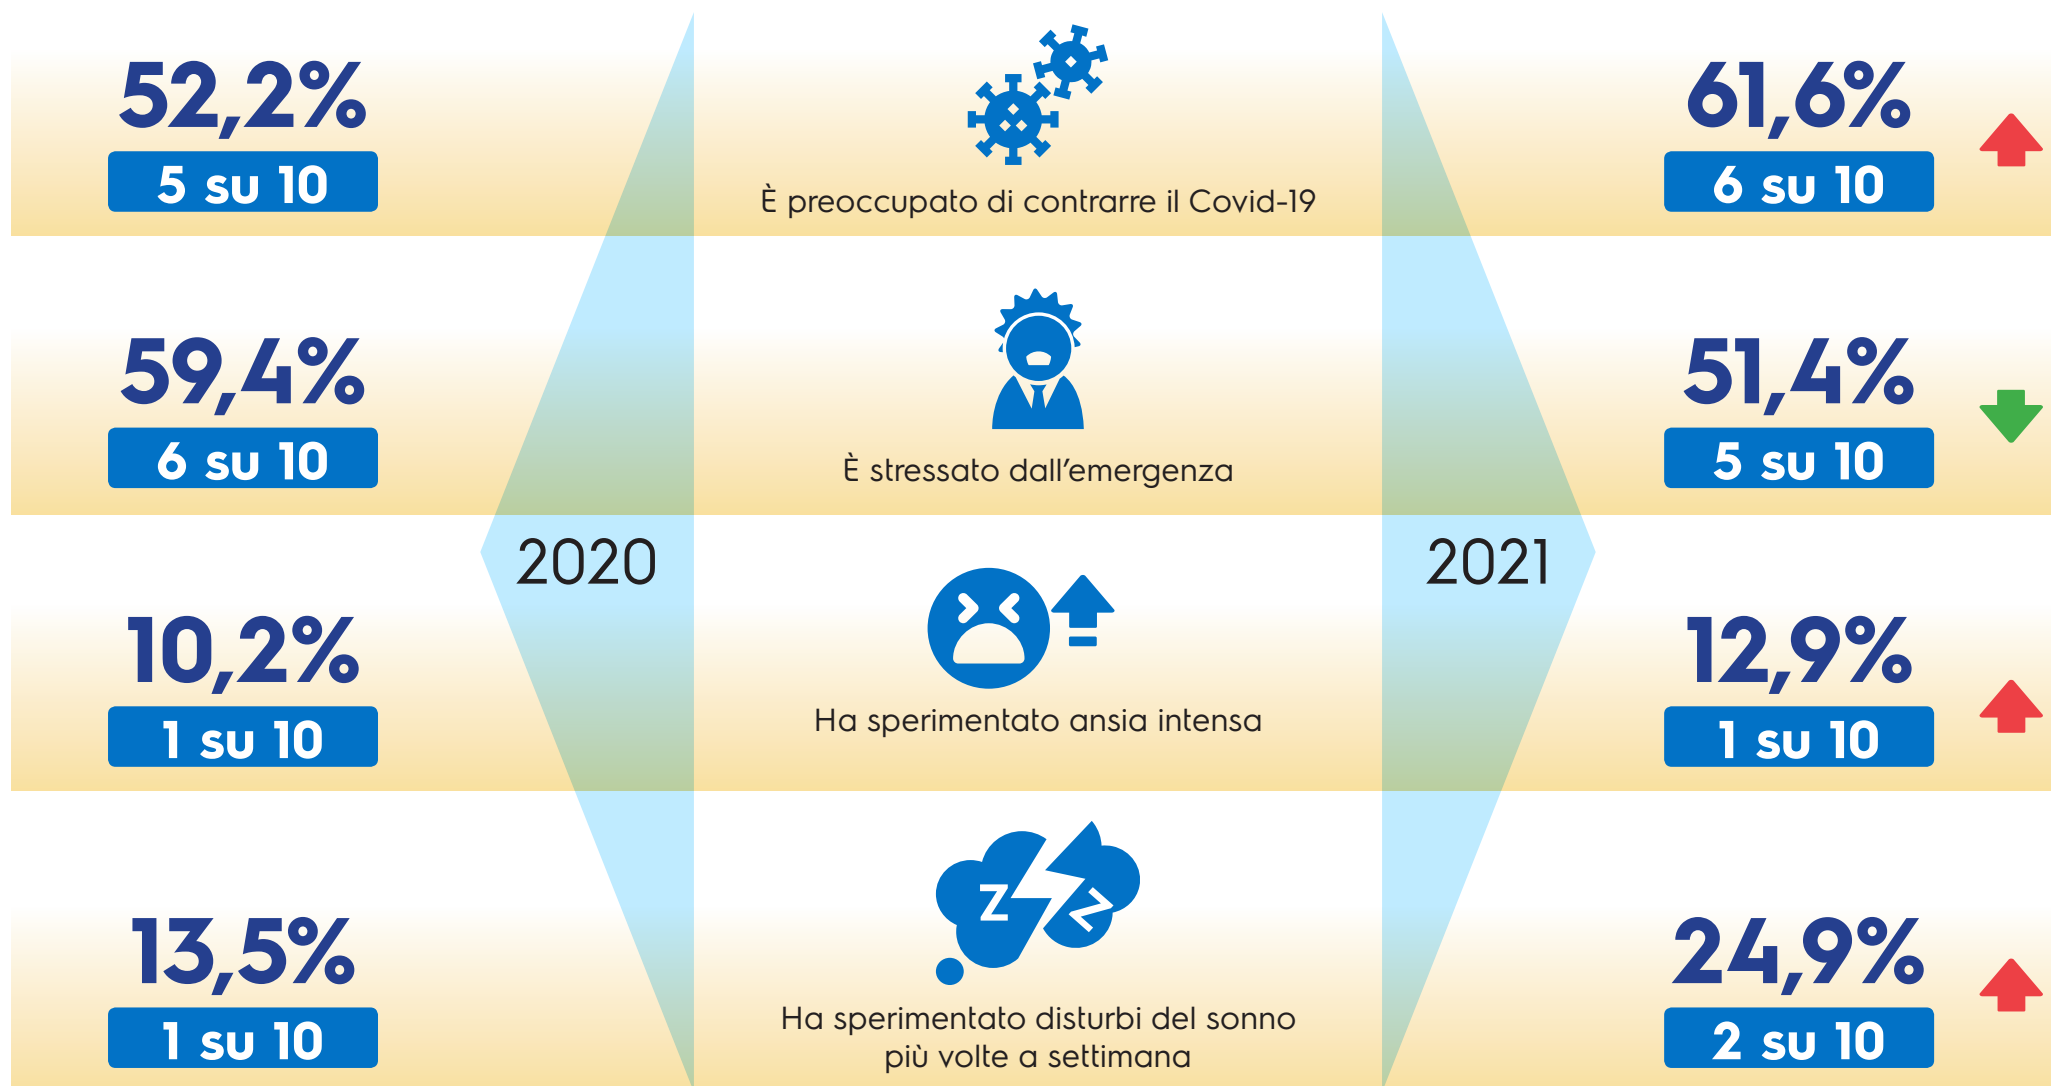 52,2%
5 su 10
È preoccupato di contrarre il Covid-19
61,6%
6 su 10
59,4%
6 su 10
È stressato dall'emergenza
51,4%
5 su 10
2020
2021
10,2%
1 su 10
Ha sperimentato ansia intensa
12,9%
1 su 10
13,5%
1 su 10
Z
Z
Ha sperimentato disturbi del sonno
più volte a settimana
24,9%
2 su 10